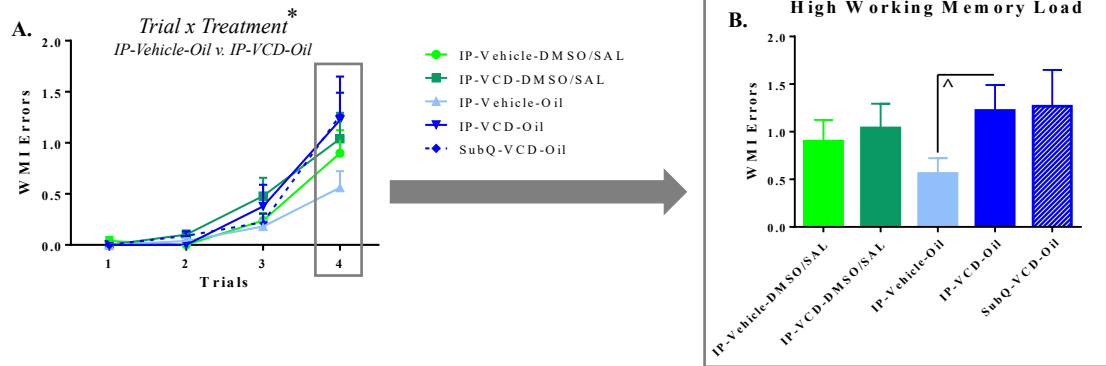 A.
Trial x Treatment*
IP-Vehicle-Oil v. IP-VCD-Oil
2.0
1.5
1.0
0.5
0.0
WMI Errors
1 2 3 4
Trials
IP-Vehicle-DMSO/SAL
IP-VCD-DMSO/SAL
IP-Vehicle-Oil
IP-VCD-Oil
SubQ-VCD-Oil
B.
High Working Memory Load
2.0
1.5
1.0
0.5
0.0
WMI Errors
^
IP-Vehicle-DMSO/SAL
IP-VCD-DMSO/SAL
IP-Vehicle-Oil
IP-VCD-Oil
SubQ-VCD-Oil